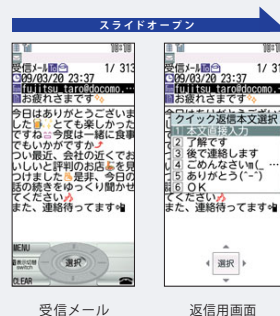 スライドオープン
受信メール 1/ 313
09/03/20 23:37
fujitsu_taro@docomo.…
お疲れさまです
今日はありがとうございま
した とても楽しかった
ですね 今度は一緒に食事
でもいかがですか
つい最近、会社の近くでお
いしいと評判のお店 を見
つけました 是非、今日の
話の続きをゆっくり聞かせ
てください
また、連絡待ってます
MENU
表示切替
switch
選択
CLEAR
受信メール
受信メール 1/ 31
09/03/20 23:37
fujitsu_taro@docomo.…
お疲れさまです
クイック返信本文選択
1 本文直接入力
2 了解です
3 後で連絡します
4 ごめんなさいm(_ …
5 ありがとう(^-^)
6 OK
てください
また、連絡待ってます
選択
返信用画面